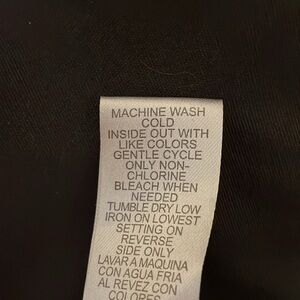 MACHINE WASH
COLD
INSIDE OUT WITH
LIKE COLORS
GENTLE CYCLE
ONLY NON-
CHLORINE
BLEACH WHEN
NEEDED
TUMBLE DRY LOW
IRON ON LOWEST
SETTING ON
REVERSE
SIDE ONLY
LAVAR A MAQUINA
CON AGUA FRIA
AL REVEZ CON
COLORES